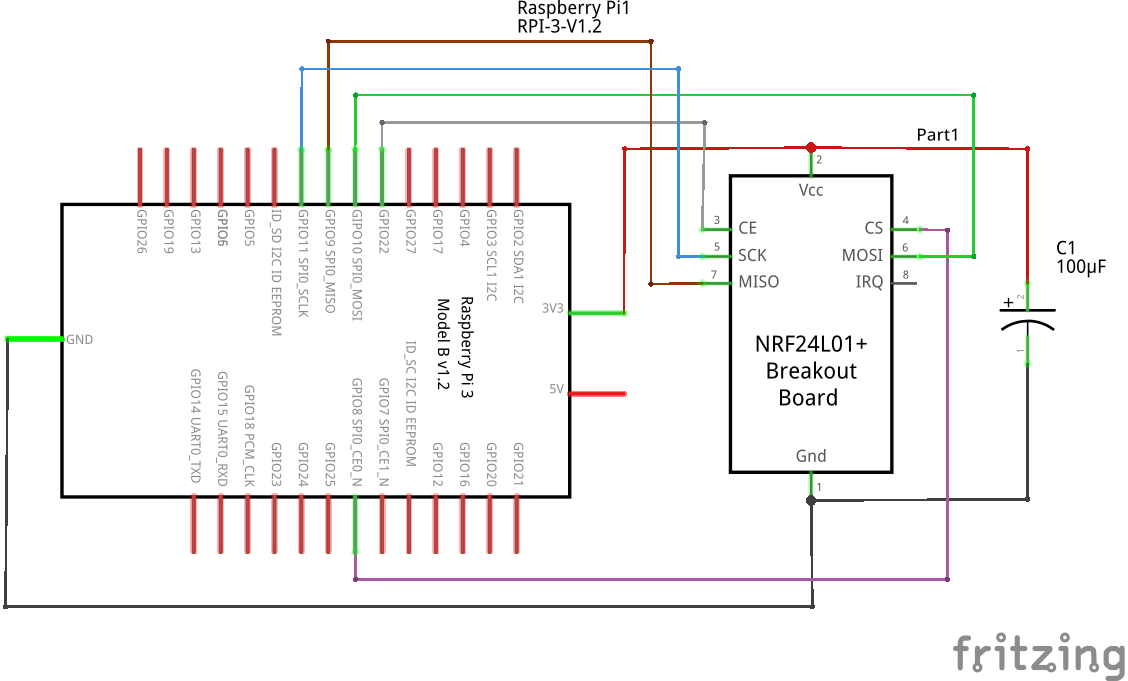 Raspberry Pi1
RPI-3-V1.2
Part1
GPIO26
GPIO19
GPIO13
GPIO6
GPIO5
ID_SD I2C ID EEPROM
GPIO11 SPI0_SCLK
GPIO9 SPI0_MISO
GIPO10 SPI0_MOSI
GPIO22
GPIO27
GPIO17
GPIO4
GPIO3 SCL1 I2C
GPIO2 SDA1 I2C
3V3
5V
GND
Raspberry Pi 3
Model B v1.2
GPIO14 UART0_TXD
GPIO15 UART0_RXD
GPIO18 PCM_CLK
GPIO23
GPIO24
GPIO25
GPIO8 SPI0_CE0_N
GPIO7 SPI0_CE1_N
ID_SC I2C ID EEPROM
GPIO12
GPIO16
GPIO20
GPIO21
2
Vcc
3
CE
CS
4
5
SCK
MOSI
6
7
MISO
IRQ
8
NRF24L01+
Breakout
Board
Gnd
1
C1
100µF
2
+
1
fritzing